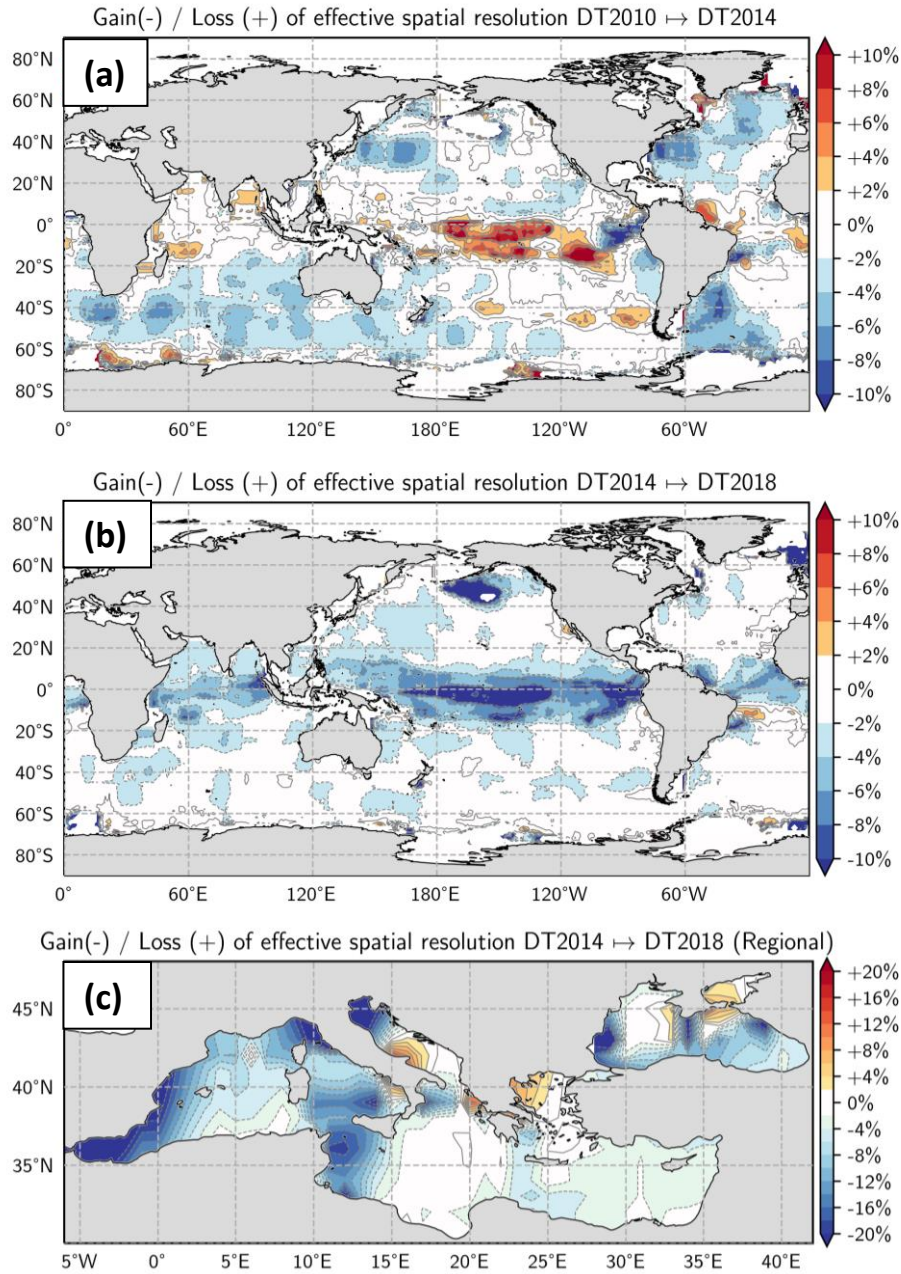 Gain(-) / Loss (+) of effective spatial resolution DT2010 ↦ DT2014
(a)
80°N
60°N
40°N
20°N
0°
20°S
40°S
60°S
80°S
0° 60°E 120°E 180°E 120°W 60°W
+10%
+8%
+6%
+4%
+2%
0%
-2%
-4%
-6%
-8%
-10%
Gain(-) / Loss (+) of effective spatial resolution DT2014 ↦ DT2018
(b)
80°N
60°N
40°N
20°N
0°
20°S
40°S
60°S
80°S
0° 60°E 120°E 180°E 120°W 60°W
+10%
+8%
+6%
+4%
+2%
0%
-2%
-4%
-6%
-8%
-10%
Gain(-) / Loss (+) of effective spatial resolution DT2014 ↦ DT2018 (Regional)
(c)
45°N
40°N
35°N
5°W 0° 5°E 10°E 15°E 20°E 25°E 30°E 35°E 40°E
+20%
+16%
+12%
+8%
+4%
0%
-4%
-8%
-12%
-16%
-20%